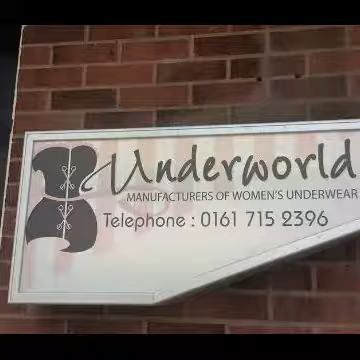 Underworld
MANUFACTURERS OF WOMEN'S UNDERWEAR
Telephone : 0161 715 2396